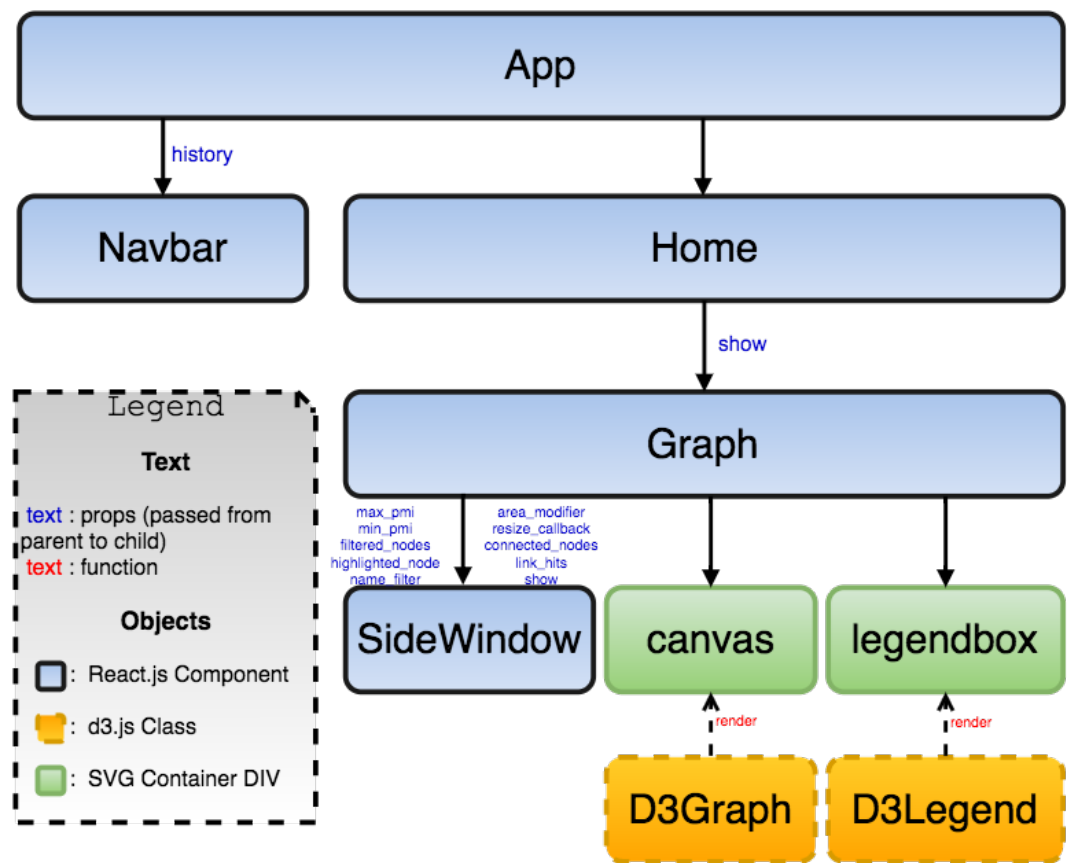 App
history
Navbar
Home
show
Legend
Text
text : props (passed from
parent to child)
text : function
Objects
: React.js Component
: d3.js Class
: SVG Container DIV
Graph
max_pmi
min_pmi
filtered_nodes
highlighted_node
name_filter
area_modifier
resize_callback
connected_nodes
link_hits
show
SideWindow
canvas
legendbox
render
render
D3Graph
D3Legend